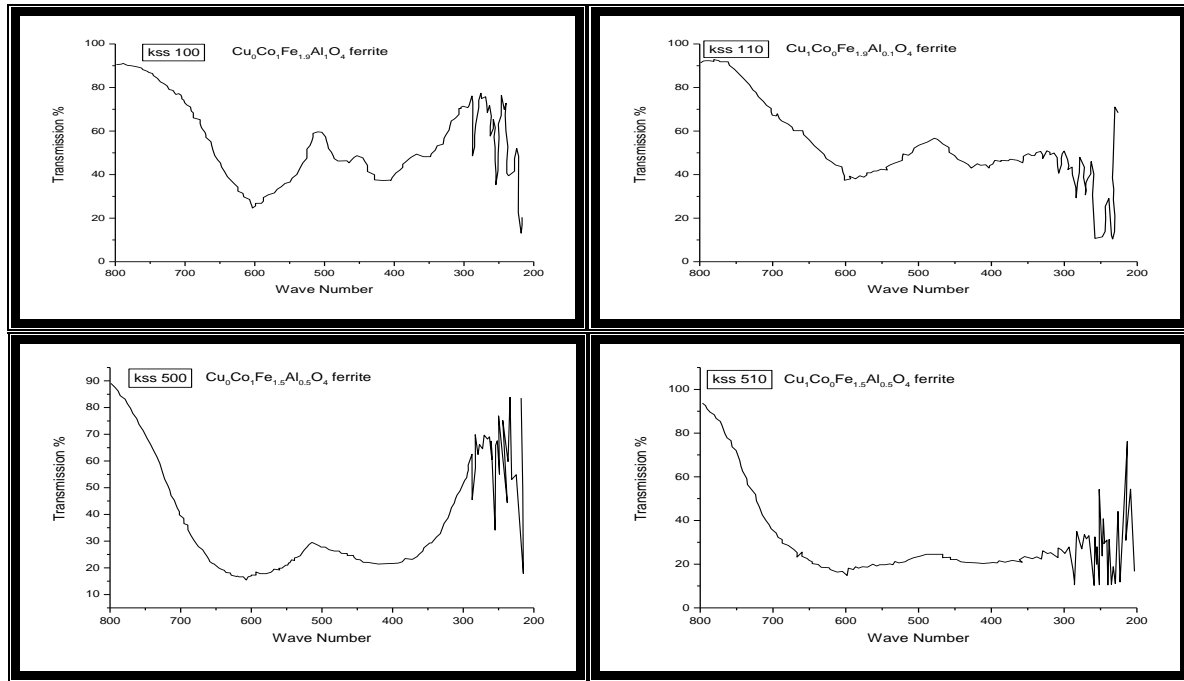 kss 100 Cu₀Co₁Fe₁.₉Al₁O₄ ferrite
Transmission %
100
80
60
40
20
0
800 700 600 500 400 300 200
Wave Number
kss 110 Cu₁Co₀Fe₁.₉Al₀.₁O₄ ferrite
Transmission %
100
80
60
40
20
0
800 700 600 500 400 300 200
Wave Number
kss 500 Cu₀Co₁Fe₁.₅Al₀.₅O₄ ferrite
Transmission %
90
80
70
60
50
40
30
20
10
800 700 600 500 400 300 200
Wave Number
kss 510 Cu₁Co₀Fe₁.₅Al₀.₅O₄ ferrite
Transmission %
100
80
60
40
20
0
800 700 600 500 400 300 200
Wave Number